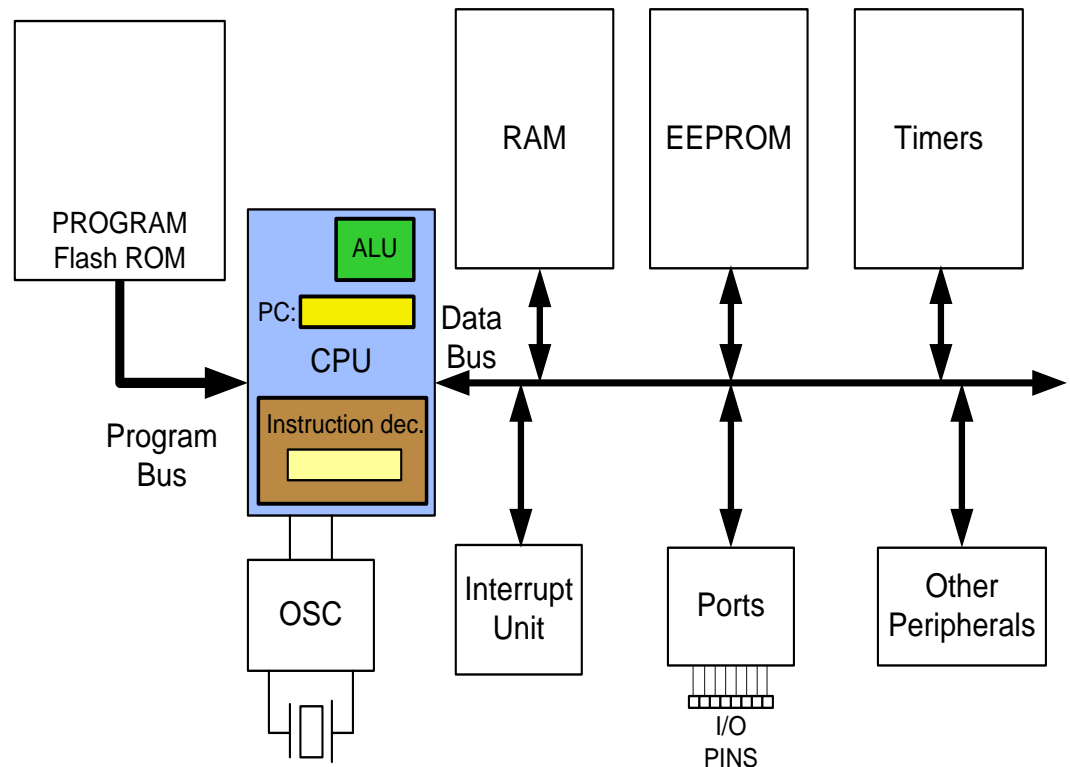 PROGRAM
Flash ROM
RAM
EEPROM
Timers
ALU
PC:
CPU
Instruction dec.
Data
Bus
Program
Bus
OSC
Interrupt
Unit
Ports
Other
Peripherals
I/O
PINS